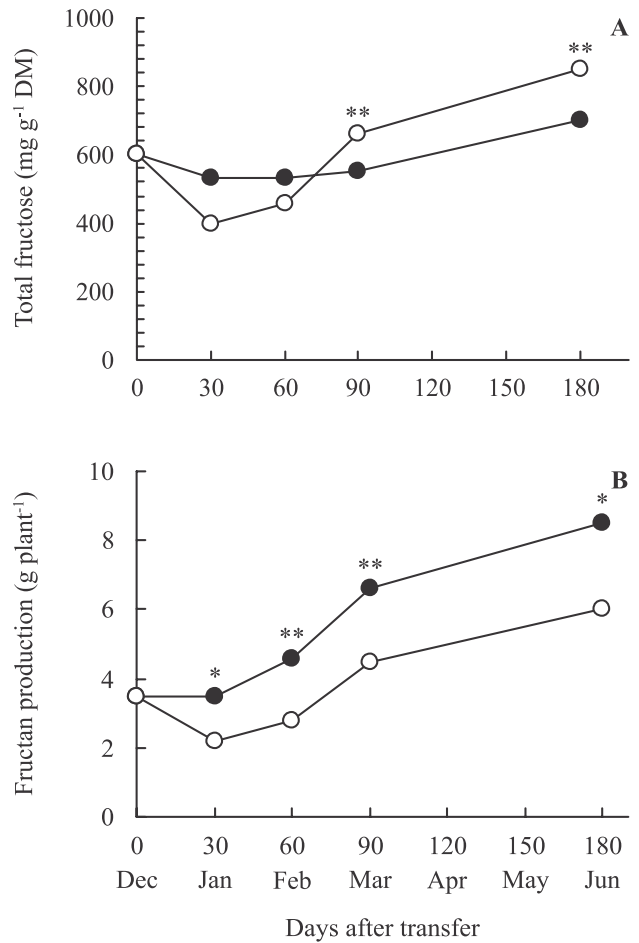 A
Total fructose (mg g⁻¹ DM)
1000
800
600
400
200
0
**
**
0 30 60 90 120 150 180
B
Fructan production (g plant⁻¹)
10
8
6
4
2
0
*
**
**
*
0 30 60 90 120 150 180
Dec Jan Feb Mar Apr May Jun
Days after transfer